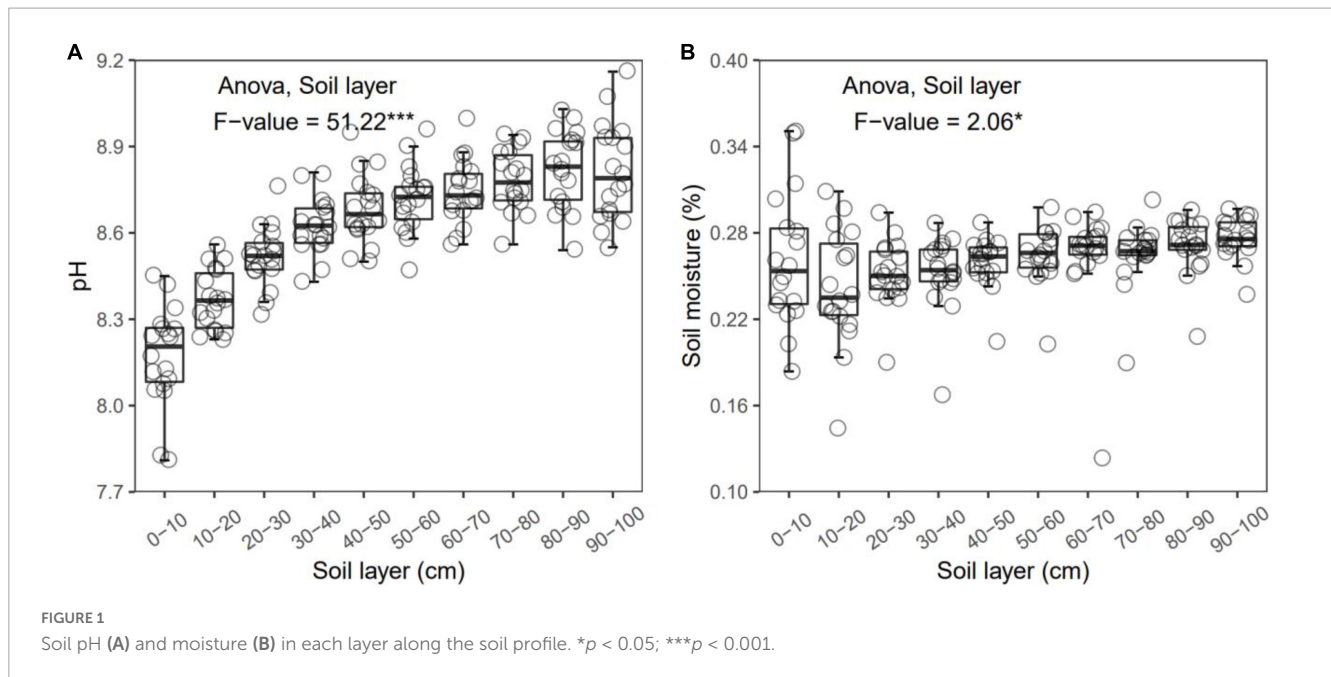 A
B
9.2
8.9
8.6
8.3
8.0
7.7
pH
Anova, Soil layer
F−value = 51.22***
0−10
10−20
20−30
30−40
40−50
50−60
60−70
70−80
80−90
90−100
Soil layer (cm)
0.40
0.34
0.28
0.22
0.16
0.10
Soil moisture (%)
Anova, Soil layer
F−value = 2.06*
0−10
10−20
20−30
30−40
40−50
50−60
60−70
70−80
80−90
90−100
Soil layer (cm)
FIGURE 1
Soil pH (A) and moisture (B) in each layer along the soil profile. *p < 0.05; ***p < 0.001.